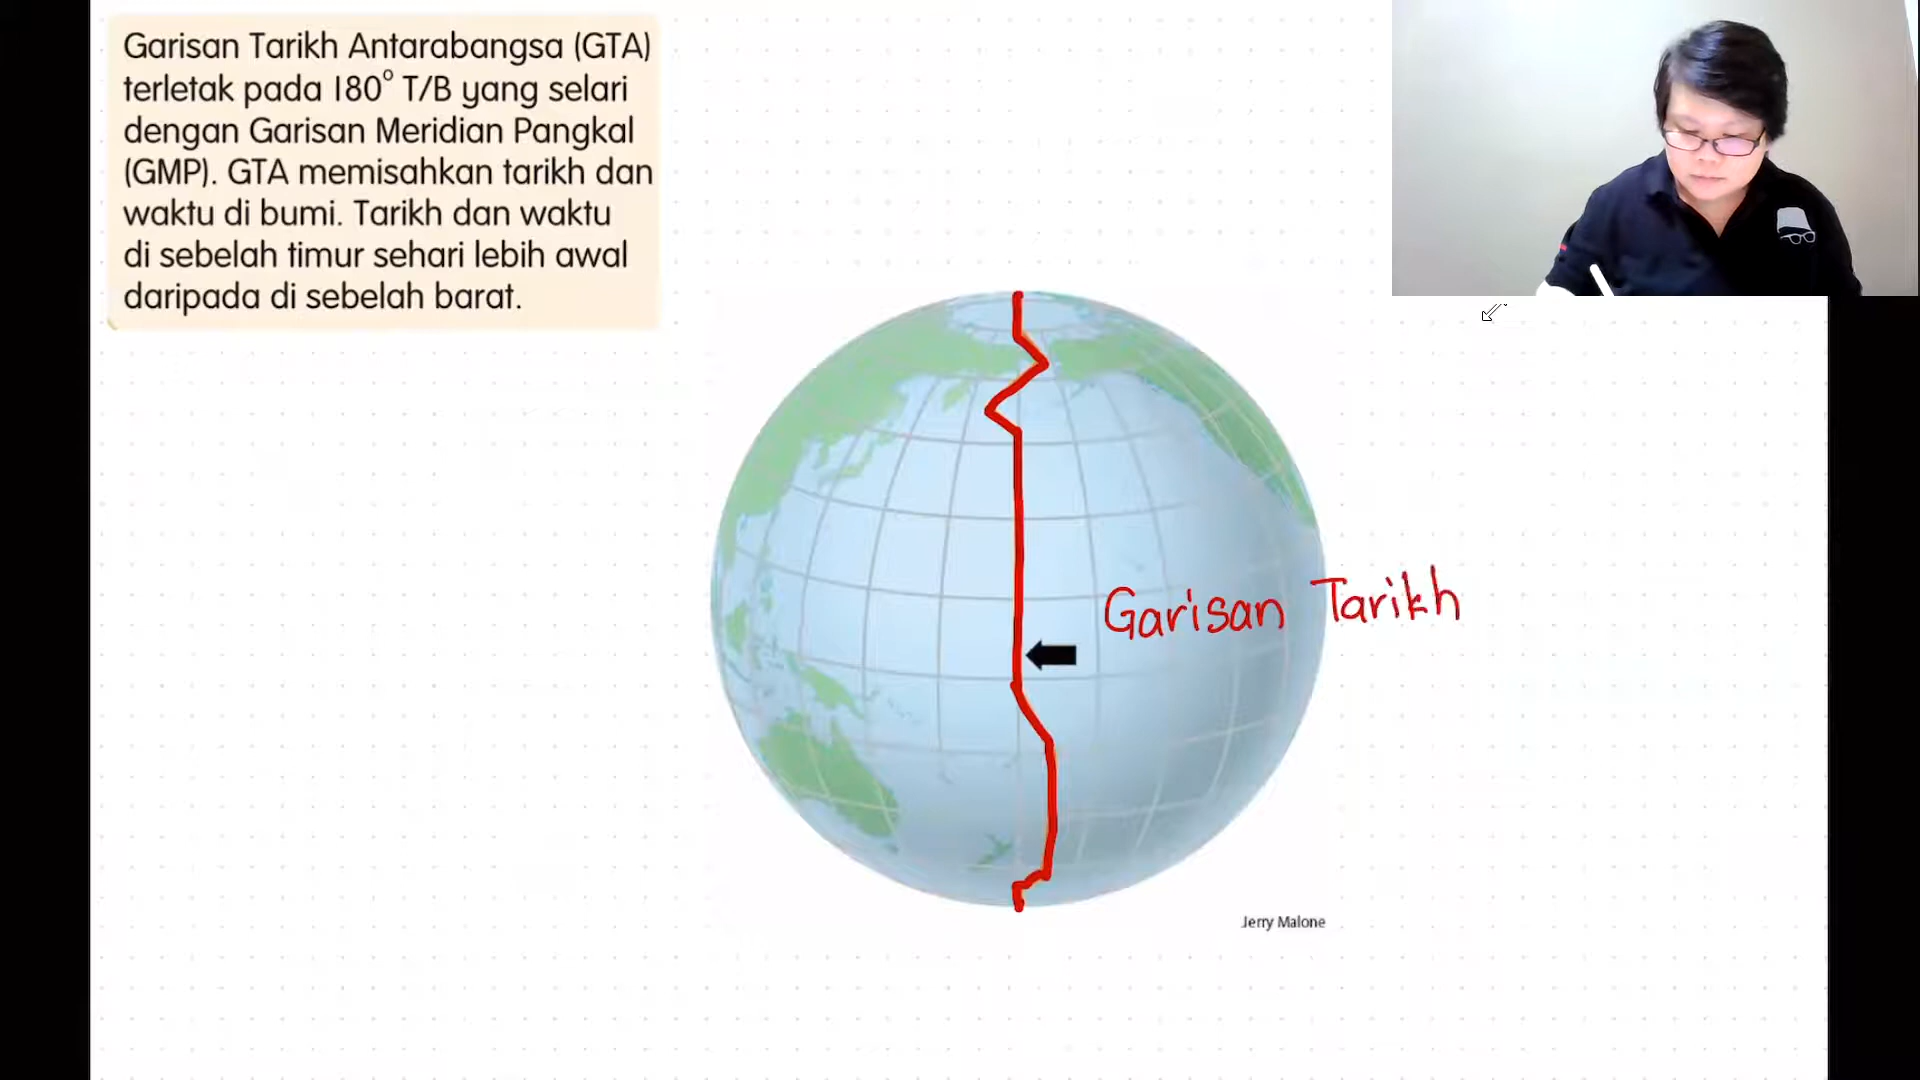 Garisan Tarikh Antarabangsa (GTA)
terletak pada 180° T/B yang selari
dengan Garisan Meridian Pangkal
(GMP). GTA memisahkan tarikh dan
waktu di bumi. Tarikh dan waktu
di sebelah timur sehari lebih awal
daripada di sebelah barat.
Garisan Tarikh
Jerry Malone